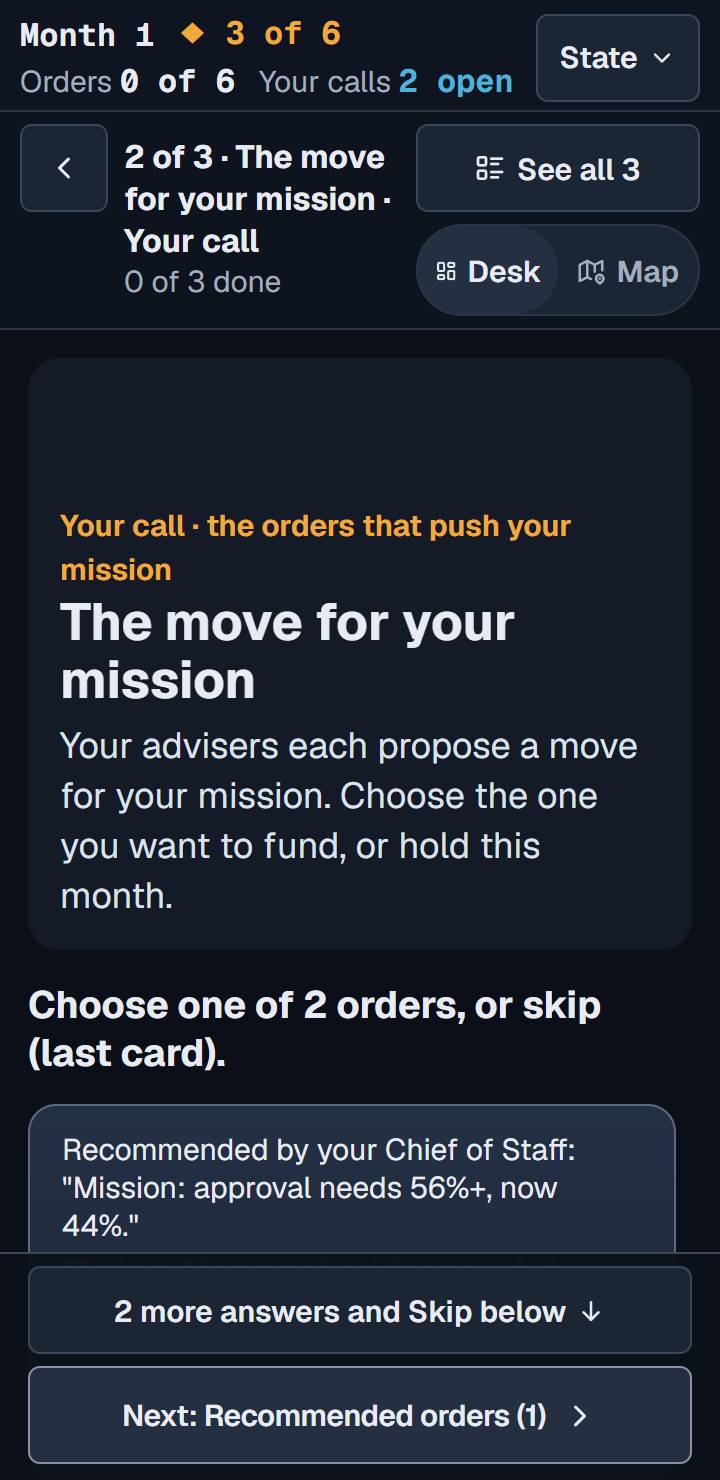 Month 1 ◆ 3 of 6
Orders 0 of 6 Your calls 2 open
State
2 of 3 · The move
for your mission ·
Your call
0 of 3 done
See all 3
Desk
Map
Your call · the orders that push your
mission
The move for your
mission
Your advisers each propose a move
for your mission. Choose the one
you want to fund, or hold this
month.
Choose one of 2 orders, or skip
(last card).
Recommended by your Chief of Staff:
"Mission: approval needs 56%+, now
44%."
2 more answers and Skip below ↓
Next: Recommended orders (1)